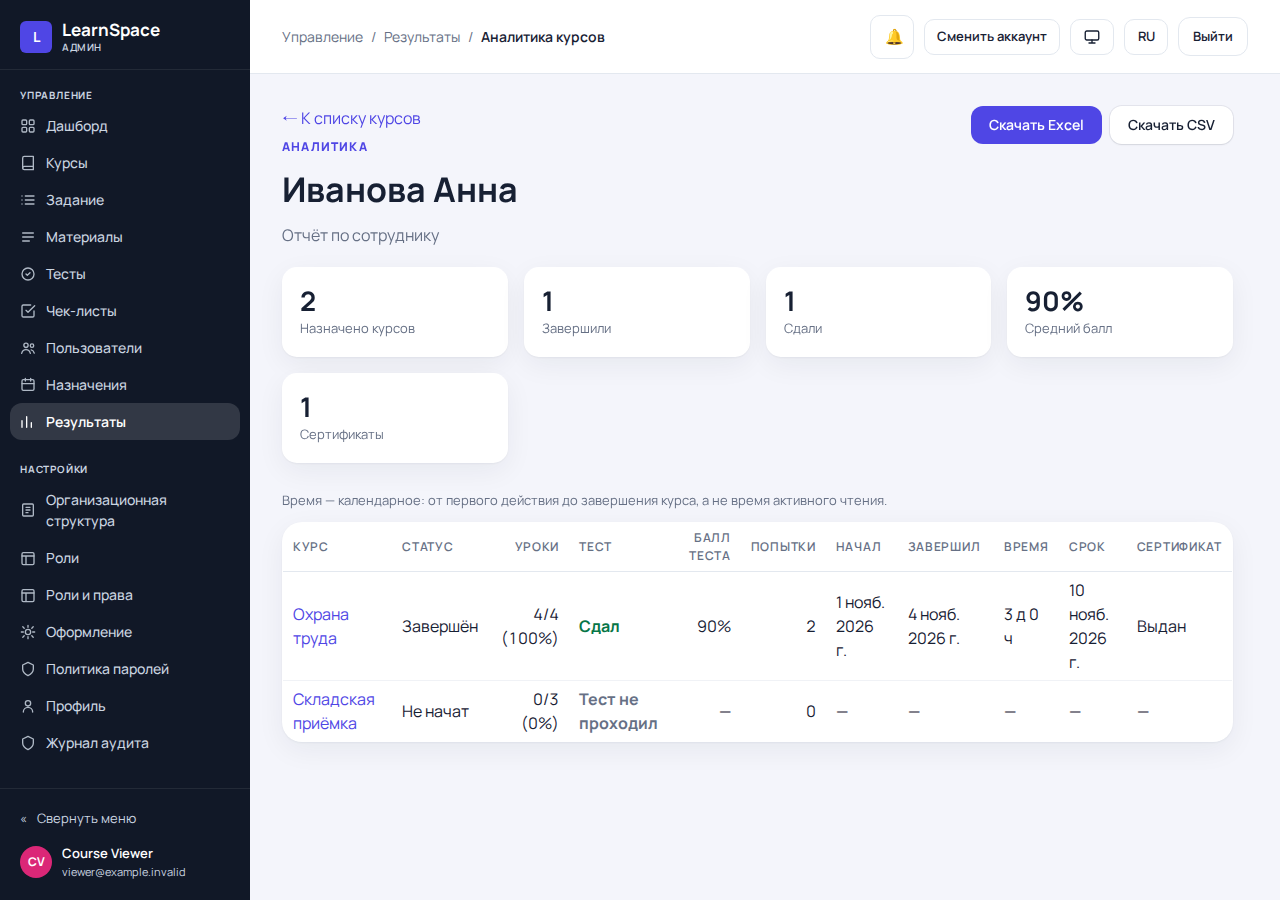 L
LearnSpace
АДМИН
УПРАВЛЕНИЕ
Дашборд
Курсы
Задание
Материалы
Тесты
Чек-листы
Пользователи
Назначения
Результаты
НАСТРОЙКИ
Организационная
структура
Роли
Роли и права
Оформление
Политика паролей
Профиль
Журнал аудита
« Свернуть меню
CV
Course Viewer
viewer@example.invalid
Управление / Результаты / Аналитика курсов
Сменить аккаунт
RU
Выйти
← К списку курсов
Скачать Excel
Скачать CSV
АНАЛИТИКА
Иванова Анна
Отчёт по сотруднику
2
Назначено курсов
1
Завершили
1
Сдали
90%
Средний балл
1
Сертификаты
Время — календарное: от первого действия до завершения курса, а не время активного чтения.
КУРС СТАТУС УРОКИ ТЕСТ БАЛЛ ТЕСТА ПОПЫТКИ НАЧАЛ ЗАВЕРШИЛ ВРЕМЯ СРОК СЕРТИФИКАТ
Охрана труда Завершён 4/4 (100%) Сдал 90% 2 1 нояб. 2026 г. 4 нояб. 2026 г. 3 д 0 ч 10 нояб. 2026 г. Выдан
Складская приёмка Не начат 0/3 (0%) Тест не проходил — 0 — — — — —